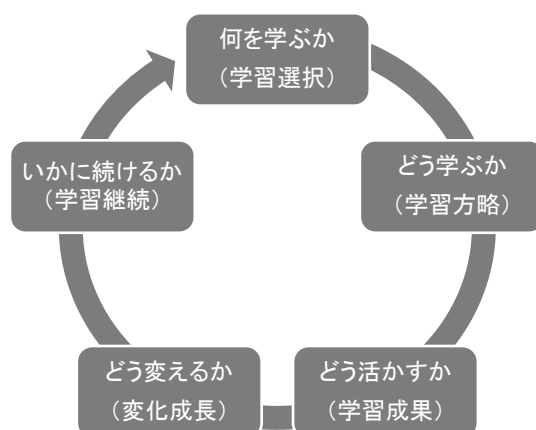 何を学ぶか
（学習選択）
どう学ぶか
（学習方略）
どう活かすか
（学習成果）
どう変えるか
（変化成長）
いかに続けるか
（学習継続）